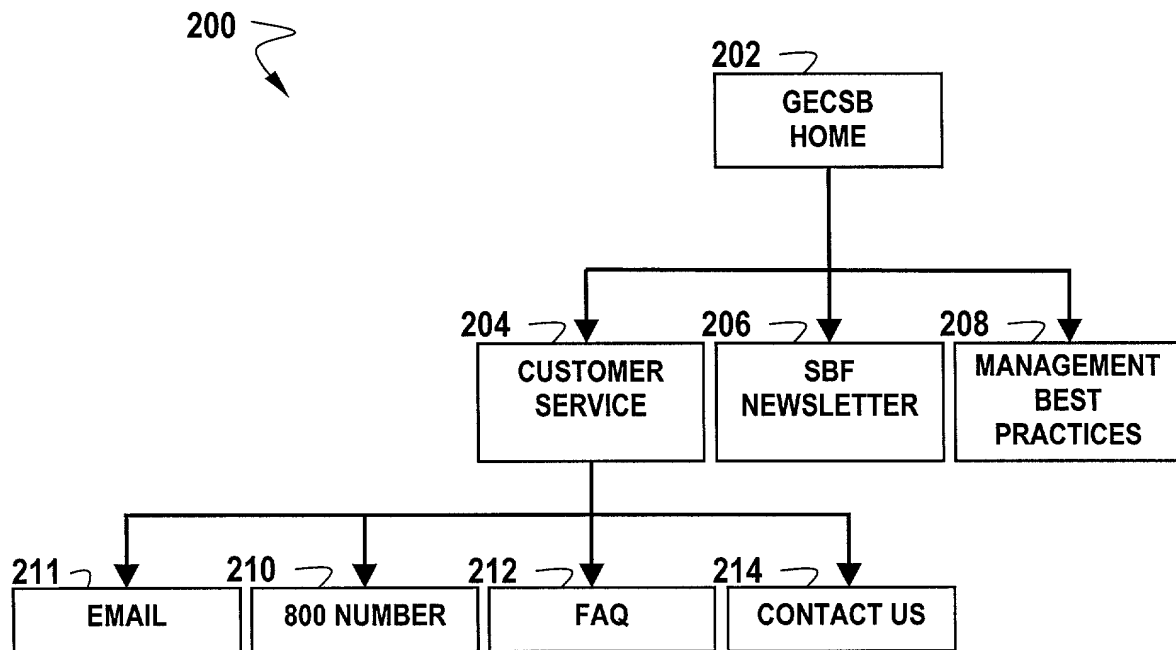 200
202
GECSB
HOME
204
CUSTOMER
SERVICE
206
SBF
NEWSLETTER
208
MANAGEMENT
BEST
PRACTICES
211
EMAIL
210
800 NUMBER
212
FAQ
214
CONTACT US